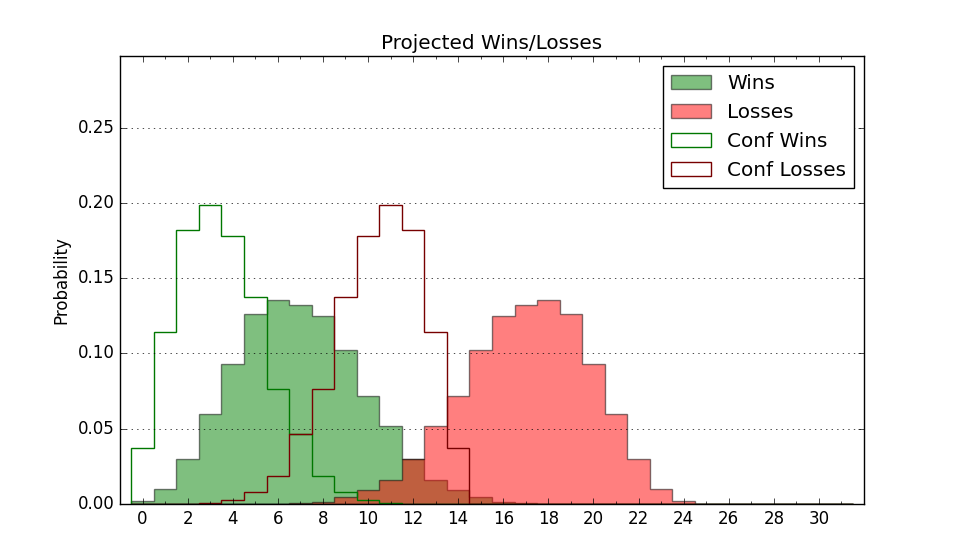 Projected Wins/Losses
Wins
Losses
Conf Wins
Conf Losses
Probability
0.25
0.20
0.15
0.10
0.05
0.00
0 2 4 6 8 10 12 14 16 18 20 22 24 26 28 30